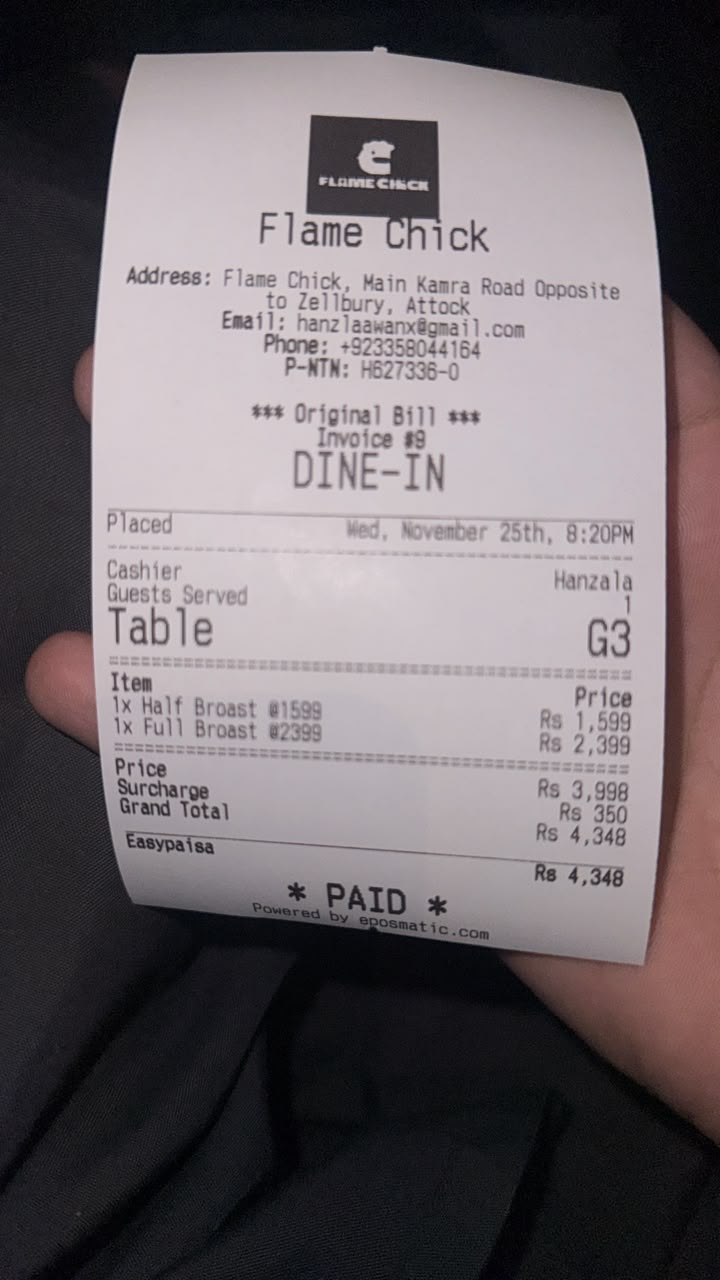 FLAME CHICK
Flame Chick
Address: Flame Chick, Main Kamra Road Opposite
to Zellbury, Attock
Email: hanzlaawanx@gmail.com
Phone: +923358044164
P-NTN: H627336-0
*** Original Bill ***
Invoice #9
DINE-IN
Placed Wed, November 25th, 8:20PM
Cashier Hanzala
Guests Served 1
Table G3
Item Price
1x Half Broast @1599 Rs 1,599
1x Full Broast @2399 Rs 2,399
Price Rs 3,998
Surcharge Rs 350
Grand Total Rs 4,348
Easypaisa Rs 4,348
* PAID *
Powered by eposmatic.com